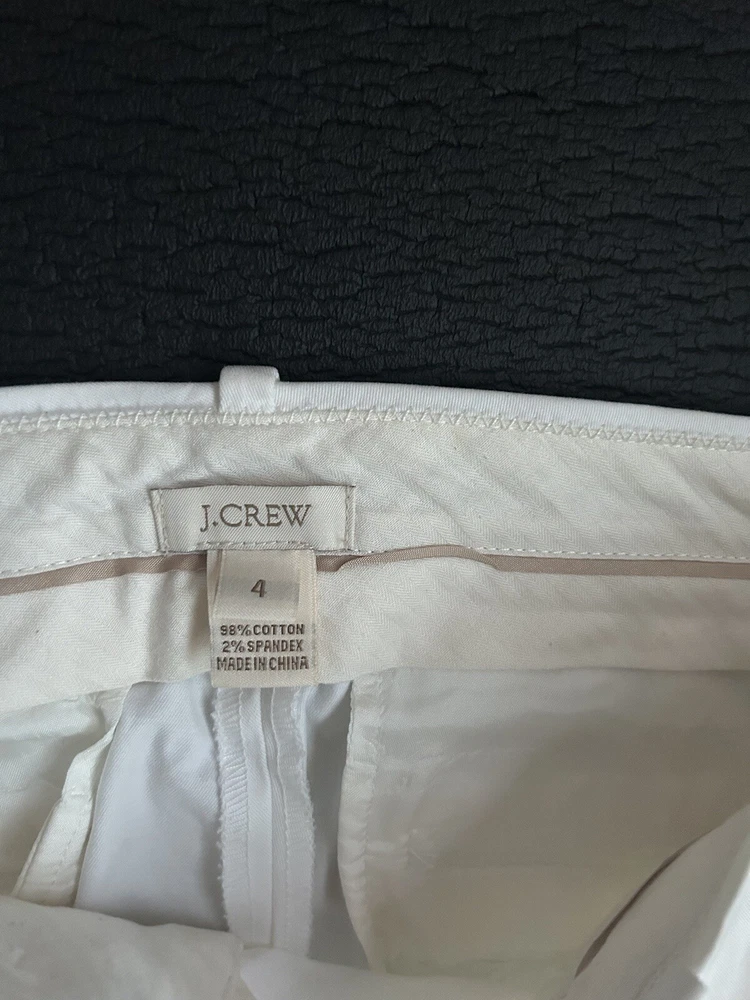 J.CREW
4
98% COTTON
2% SPANDEX
MADE IN CHINA